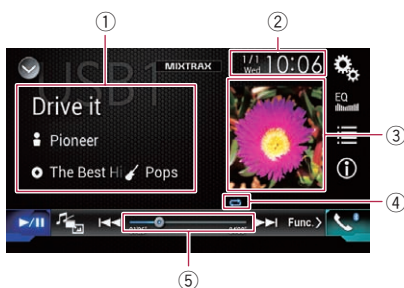 ① ②
USB1
MIXTRAX
1/1
Wed 10:06
EQ
Drive it
Pioneer
The Best Hi Pops
③
④
Func.
⑤